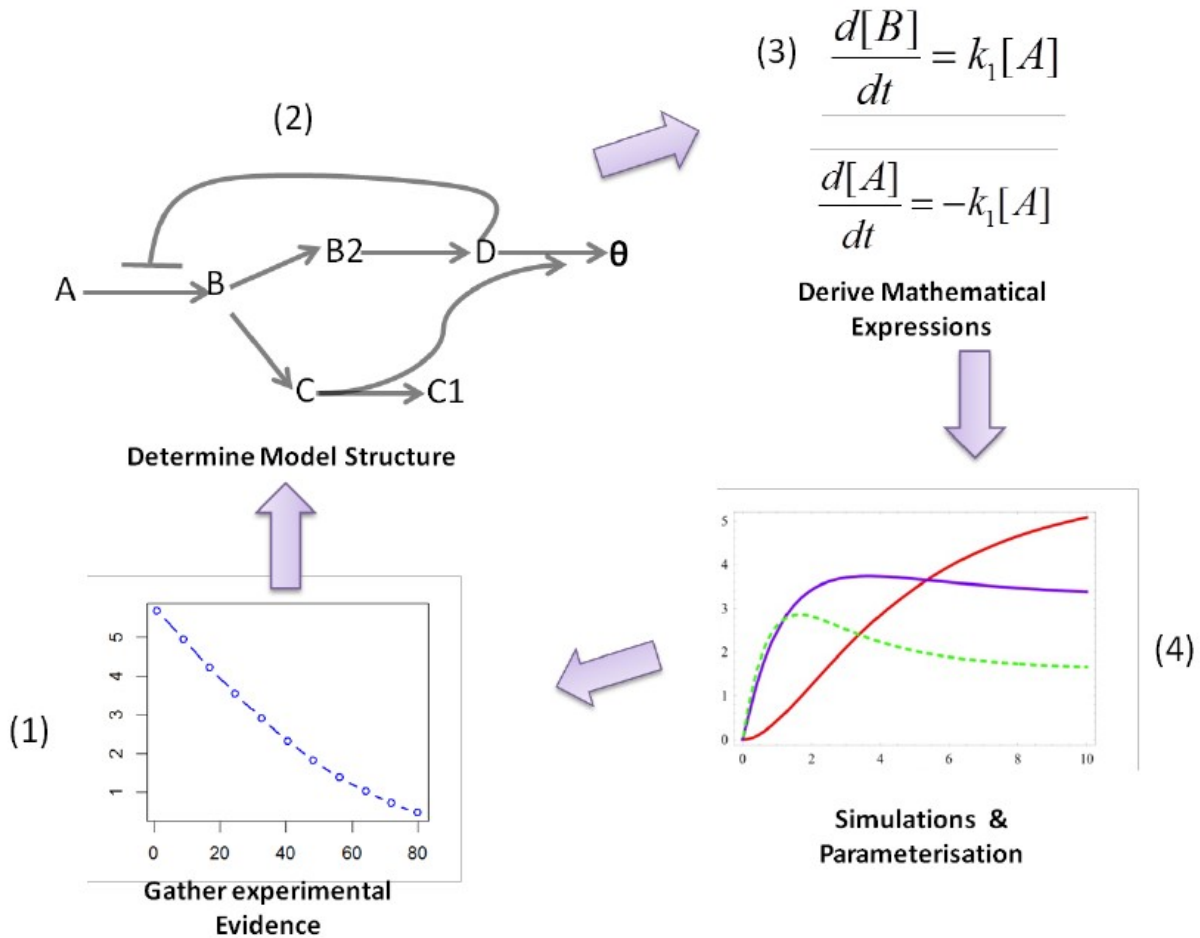 (2)
A
B
B2
D
θ
C
C1
Determine Model Structure
(3)
d[B]/dt = k₁[A]
d[A]/dt = −k₁[A]
Derive Mathematical
Expressions
5
4
3
2
1
0
0 2 4 6 8 10
(4)
Simulations &
Parameterisation
(1)
5
4
3
2
1
0 20 40 60 80
Gather experimental
Evidence